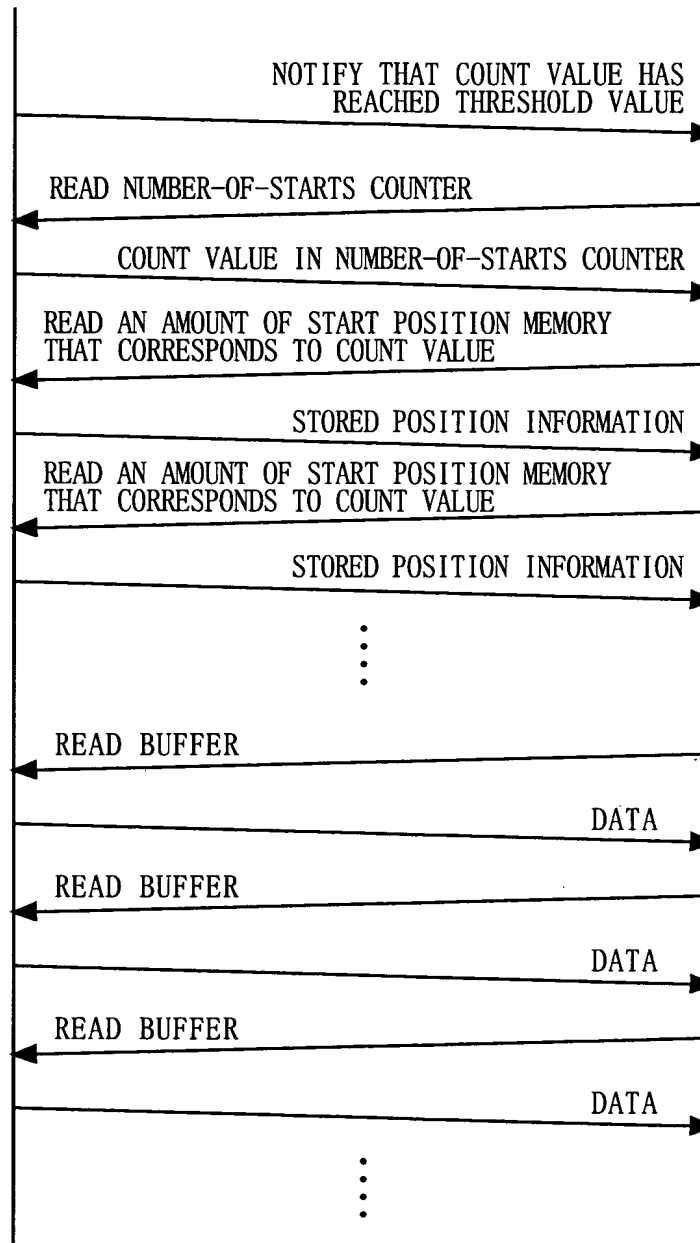 NOTIFY THAT COUNT VALUE HAS
REACHED THRESHOLD VALUE
READ NUMBER-OF-STARTS COUNTER
COUNT VALUE IN NUMBER-OF-STARTS COUNTER
READ AN AMOUNT OF START POSITION MEMORY
THAT CORRESPONDS TO COUNT VALUE
STORED POSITION INFORMATION
READ AN AMOUNT OF START POSITION MEMORY
THAT CORRESPONDS TO COUNT VALUE
STORED POSITION INFORMATION
READ BUFFER
DATA
READ BUFFER
DATA
READ BUFFER
DATA